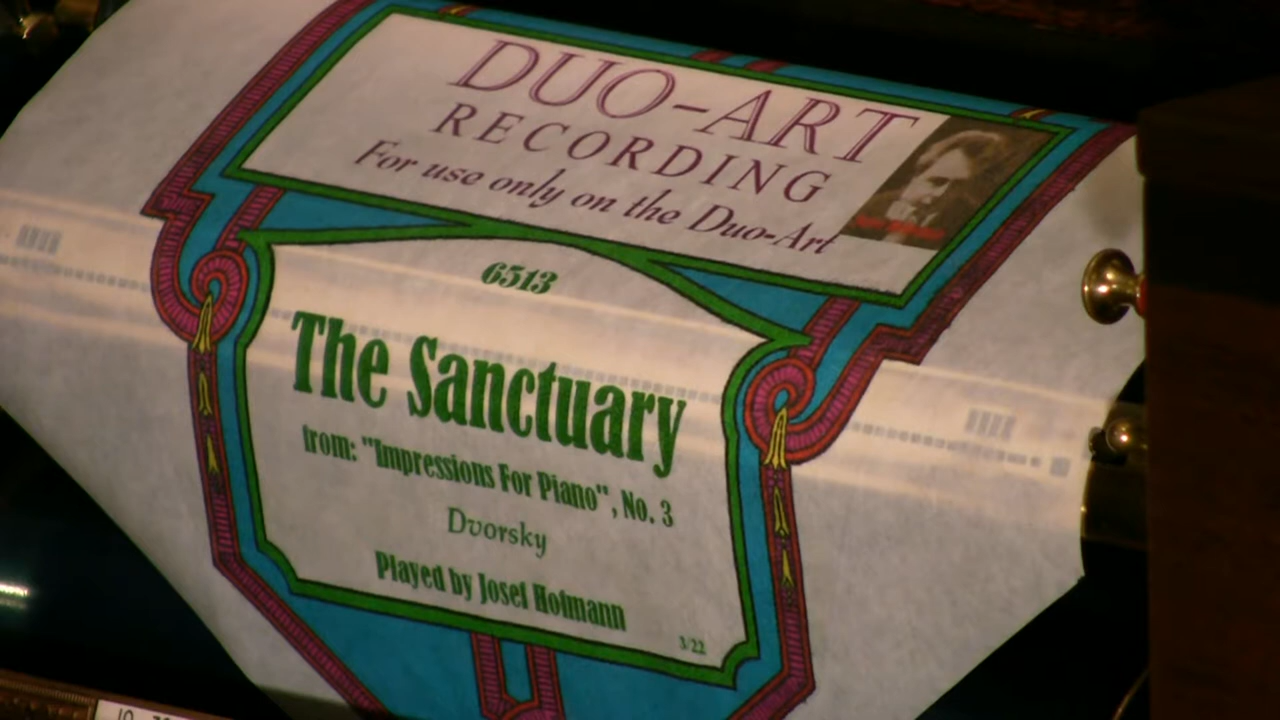 DUO-ART
RECORDING
For use only on the Duo-Art
6513
The Sanctuary
from: "Impressions For Piano", No. 3
Dvorsky
Played by Josef Hofmann
3/22